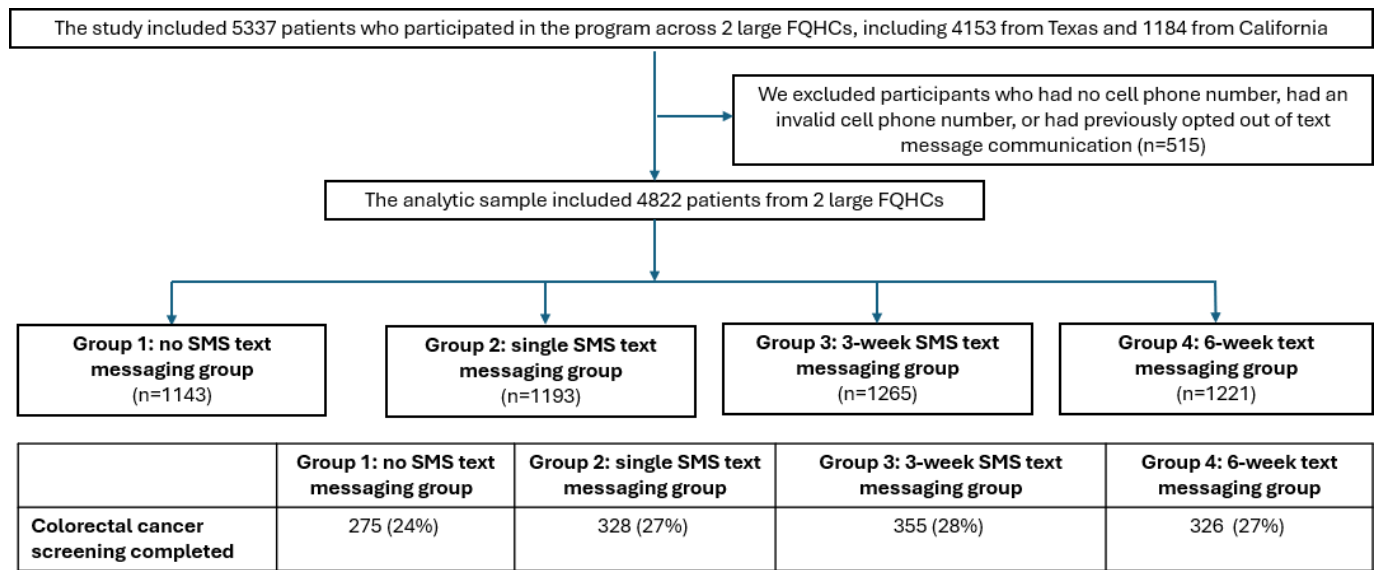 The study included 5337 patients who participated in the program across 2 large FQHCs, including 4153 from Texas and 1184 from California
We excluded participants who had no cell phone number, had an
invalid cell phone number, or had previously opted out of text
message communication (n=515)
The analytic sample included 4822 patients from 2 large FQHCs
Group 1: no SMS text
messaging group
(n=1143)
Group 2: single SMS text
messaging group
(n=1193)
Group 3: 3-week SMS text
messaging group
(n=1265)
Group 4: 6-week text
messaging group
(n=1221)
Group 1: no SMS text
messaging group
Group 2: single SMS text
messaging group
Group 3: 3-week SMS text
messaging group
Group 4: 6-week text
messaging group
Colorectal cancer
screening completed
275 (24%)
328 (27%)
355 (28%)
326 (27%)